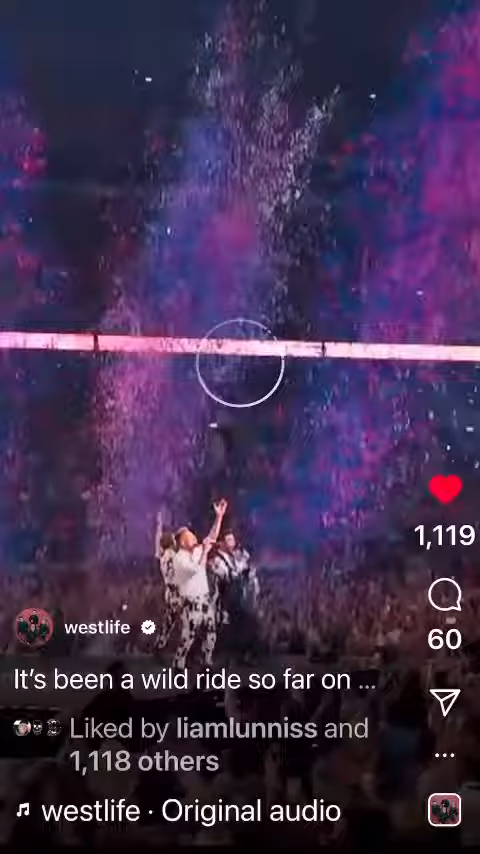 1,119
60
westlife
It’s been a wild ride so far on ...
Liked by liamlunniss and
1,118 others
westlife · Original audio